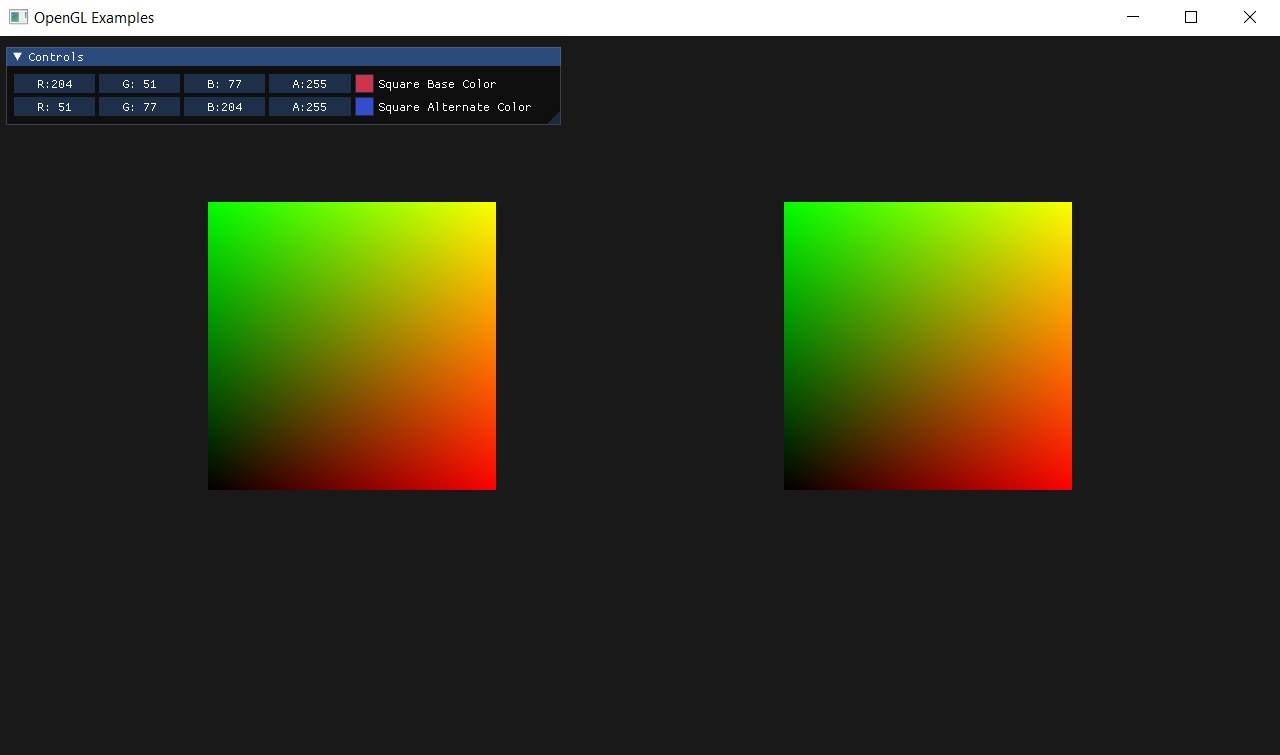 OpenGL Examples
Controls
R:204 G: 51 B: 77 A:255 Square Base Color
R: 51 G: 77 B:204 A:255 Square Alternate Color